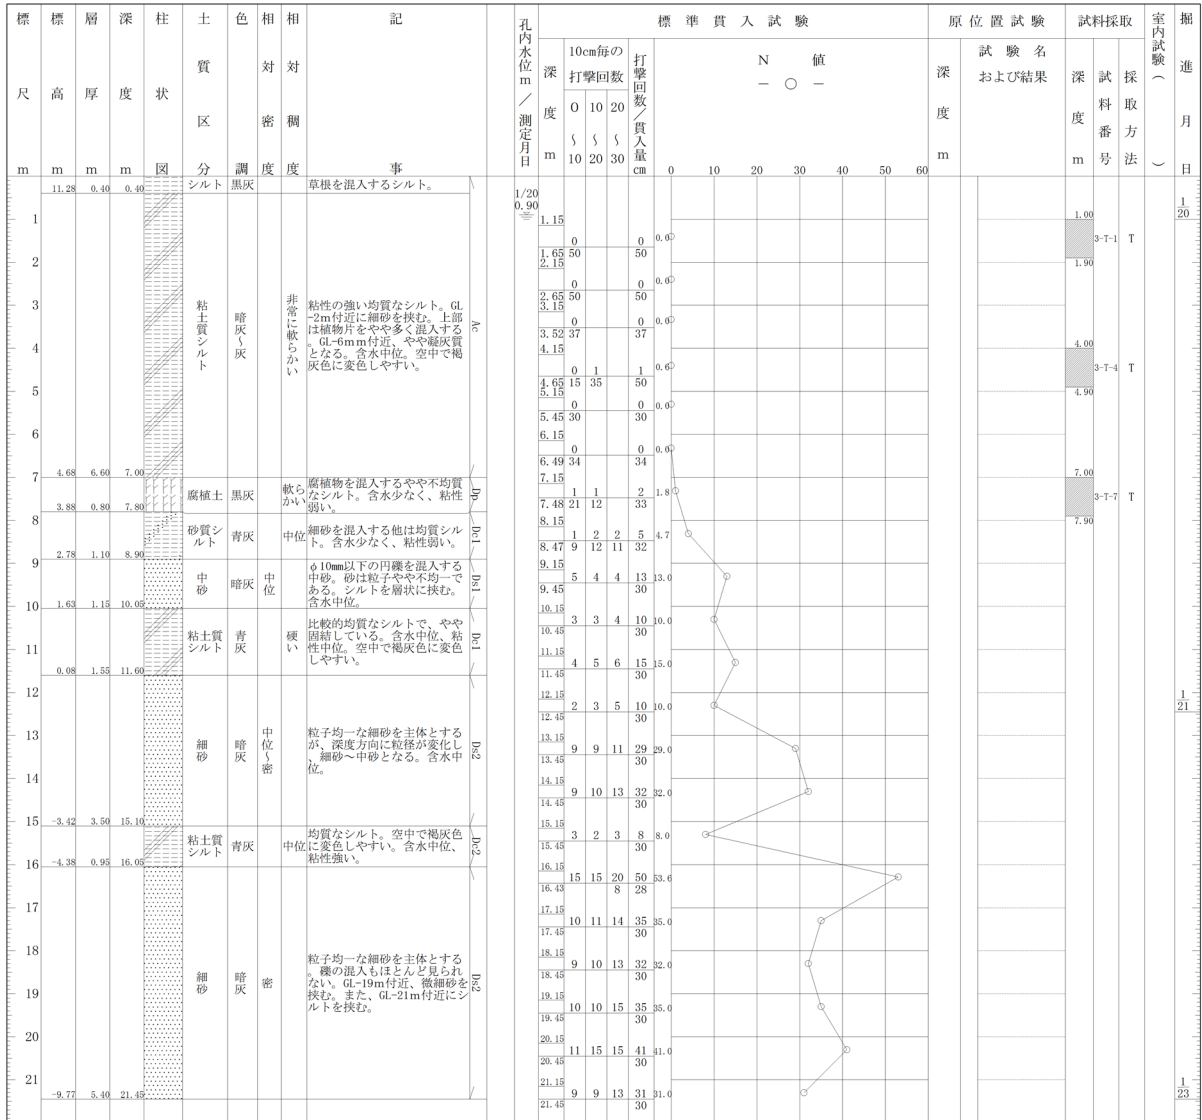 標尺 m
標高 m
層厚 m
深度 m
柱状図
土質区分
色調
相対密度
相対稠度
記事
孔内水位m/測定月日
標準貫入試験
深度 m
10cm毎の打撃回数
0〜10
10〜20
20〜30
打撃回数/貫入量 cm
N 値
0 10 20 30 40 50 60
原位置試験
深度 m
試験名および結果
試料採取
深度 m
試料番号
採取方法
室内試験( )
掘進月日
11.28 0.40 0.40 シルト 黒灰 草根を混入するシルト。
1/20
0.90
1/20
1
2
3
4
5
6
7
4.68 6.60 7.00
粘土質シルト
暗灰〜灰
非常に軟らかい
粘性の強い均質なシルト。GL
-2m付近に細砂を挟む。上部
は植物片をやや多く混入する
。GL-6mm付近、やや凝灰質
となる。含水中位。空中で褐
灰色に変色しやすい。
Ac
3.88 0.80 7.80
腐植土 黒灰 軟らかい
腐植物を混入するやや不均質
なシルト。含水少なく、粘性
弱い。
Dp
8
2.78 1.10 8.90
砂質シルト 青灰 中位
細砂を混入する他は均質シル
ト。含水少なく、粘性弱い。
Dc1
9
10
1.63 1.15 10.05
中砂 暗灰 中位
φ10mm以下の円礫を混入する
中砂。砂は粒子やや不均一で
ある。シルトを層状に挟む。
含水中位。
Ds1
11
0.08 1.55 11.60
粘土質シルト 青灰 硬い
比較的均質なシルトで、やや
固結している。含水中位、粘
性中位。空中で褐灰色に変色
しやすい。
Dc1
12
13
14
15
-3.42 3.50 15.10
細砂 暗灰 中位〜密
粒子均一な細砂を主体とする
が、深度方向に粒径が変化し
、細砂〜中砂となる。含水中
位。
Ds2
16
-4.38 0.95 16.05
粘土質シルト 青灰 中位
均質なシルト。空中で褐灰色
に変色しやすい。含水中位、
粘性強い。
Dc2
17
18
19
20
21
-9.77 5.40 21.45
細砂 暗灰 密
粒子均一な細砂を主体とする
。礫の混入もほとんど見られ
ない。GL-19m付近、微細砂を
挟む。また、GL-21m付近にシ
ルトを挟む。
Ds2
1.15
0 0 0.0
1.65 50 50
2.15
0 0 0.0
2.65 50 50
3.15
0 0 0.0
3.52 37 37
4.15
0 1 1 0.6
4.65 15 35 50
5.15
0 0 0.0
5.45 30 30
6.15
0 0 0.0
6.49 34 34
7.15
1 1 2 1.8
7.48 21 12 33
8.15
1 2 2 5 4.7
8.47 9 12 11 32
9.15
5 4 4 13 13.0
9.45 30
10.15
3 3 4 10 10.0
10.45 30
11.15
4 5 6 15 15.0
11.45 30
12.15
2 3 5 10 10.0
12.45 30
13.15
9 9 11 29 29.0
13.45 30
14.15
9 10 13 32 32.0
14.45 30
15.15
3 2 3 8 8.0
15.45 30
16.15
15 15 20 50 53.6
16.43 8 28
17.15
10 11 14 35 35.0
17.45 30
18.15
9 10 13 32 32.0
18.45 30
19.15
10 10 15 35 35.0
19.45 30
20.15
11 15 15 41 41.0
20.45 30
21.15
9 9 13 31 31.0
21.45 30
1.00
3-T-1 T
1.90
4.00
3-T-4 T
4.90
7.00
3-T-7 T
7.90
1/21
1/23